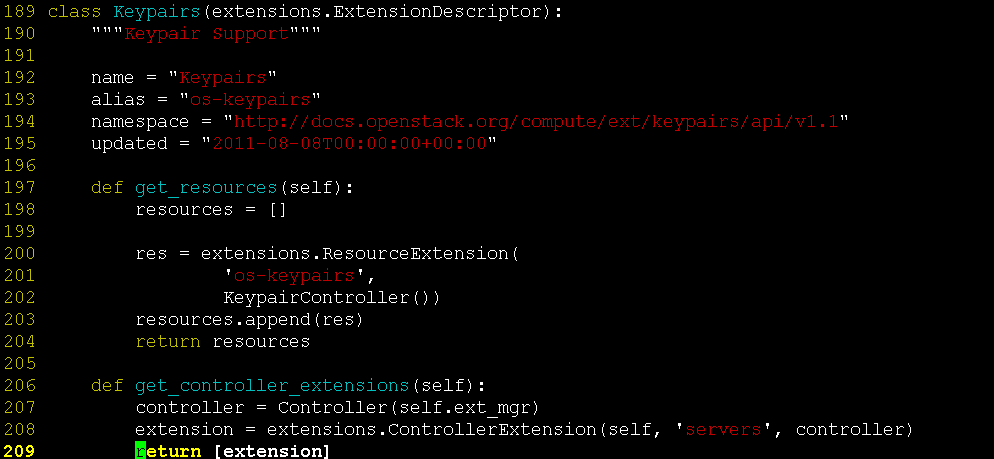 189 class Keypairs(extensions.ExtensionDescriptor):
190     """Keypair Support"""
191
192     name = "Keypairs"
193     alias = "os-keypairs"
194     namespace = "http://docs.openstack.org/compute/ext/keypairs/api/v1.1"
195     updated = "2011-08-08T00:00:00+00:00"
196
197     def get_resources(self):
198         resources = []
199
200         res = extensions.ResourceExtension(
201                 'os-keypairs',
202                 KeypairController())
203         resources.append(res)
204         return resources
205
206     def get_controller_extensions(self):
207         controller = Controller(self.ext_mgr)
208         extension = extensions.ControllerExtension(self, 'servers', controller)
209         return [extension]